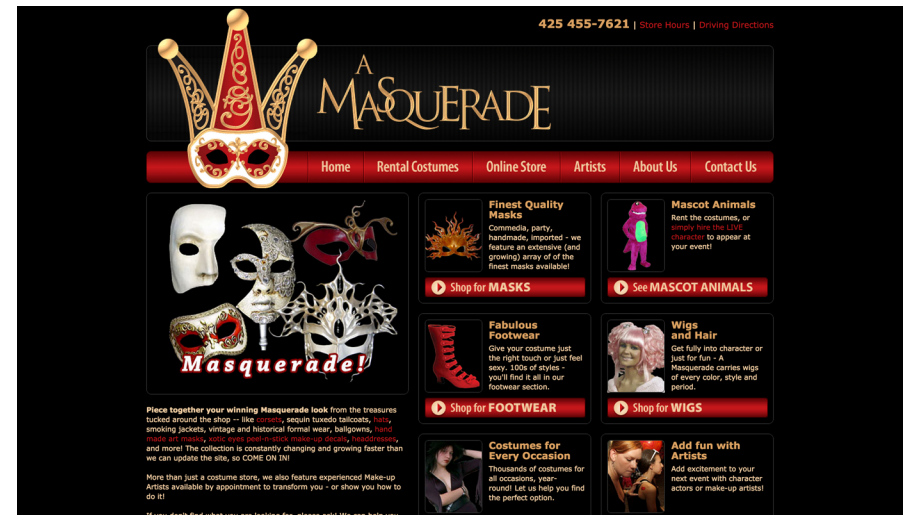 425 455-7621 | Store Hours | Driving Directions
A
MASQUERADE
Home Rental Costumes Online Store Artists About Us Contact Us
Masquerade!
Piece together your winning Masquerade look from the treasures
tucked around the shop -- like corsets, sequin tuxedo tailcoats, hats,
smoking jackets, vintage and historical formal wear, ballgowns, hand
made art masks, xotic eyes peel-n-stick make-up decals, headdresses,
and more! The collection is constantly changing and growing faster than
we can update the site, so COME ON IN!
More than just a costume store, we also feature experienced Make-up
Artists available by appointment to transform you - or show you how to
do it!
Finest Quality
Masks
Commedia, party,
handmade, imported - we
feature an extensive (and
growing) array of of the
finest masks available!
Shop for MASKS
Mascot Animals
Rent the costumes, or
simply hire the LIVE
character to appear at
your event!
See MASCOT ANIMALS
Fabulous
Footwear
Give your costume just
the right touch or just feel
sexy. 100s of styles -
you'll find it all in our
footwear section.
Shop for FOOTWEAR
Wigs
and Hair
Get fully into character or
just for fun - A
Masquerade carries wigs
of every color, style and
period.
Shop for WIGS
Costumes for
Every Occasion
Thousands of costumes for
all occasions, year-
round! Let us help you find
the perfect option.
Add fun with
Artists
Add excitement to your
next event with character
actors or make-up artists!